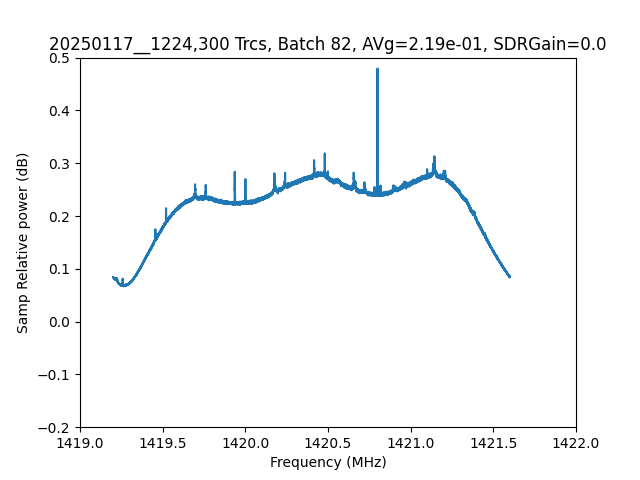 20250117__1224,300 Trcs, Batch 82, AVg=2.19e-01, SDRGain=0.0
0.5
0.4
0.3
0.2
0.1
0.0
−0.1
−0.2
Samp Relative power (dB)
1419.0 1419.5 1420.0 1420.5 1421.0 1421.5 1422.0
Frequency (MHz)